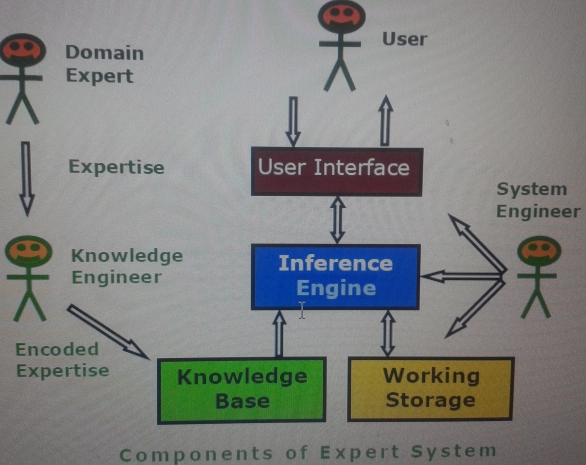 User
Domain
Expert
Expertise
User Interface
System
Engineer
Knowledge
Engineer
Inference
Engine
Encoded
Expertise
Knowledge
Base
Working
Storage
Components of Expert System